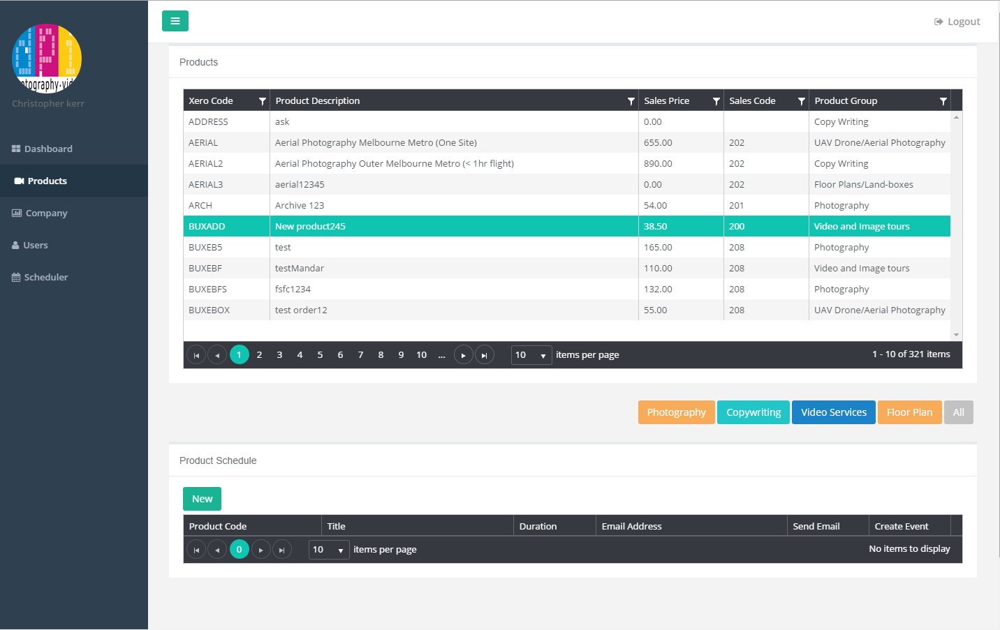 Logout
otography·vid
Christopher kerr
Dashboard
Products
Company
Users
Scheduler
Products
Xero Code Product Description Sales Price Sales Code Product Group
ADDRESS ask 0.00 Copy Writing
AERIAL Aerial Photography Melbourne Metro (One Site) 655.00 202 UAV Drone/Aerial Photography
AERIAL2 Aerial Photography Outer Melbourne Metro (< 1hr flight) 890.00 202 Copy Writing
AERIAL3 aerial12345 0.00 202 Floor Plans/Land-boxes
ARCH Archive 123 54.00 201 Photography
BUXADD New product245 38.50 200 Video and Image tours
BUXEB5 test 165.00 208 Photography
BUXEBF testMandar 110.00 208 Video and Image tours
BUXEBFS fsfc1234 132.00 208 Photography
BUXEBOX test order12 55.00 208 UAV Drone/Aerial Photography
1 2 3 4 5 6 7 8 9 10 ... 10 items per page 1 - 10 of 321 items
Photography Copywriting Video Services Floor Plan All
Product Schedule
New
Product Code Title Duration Email Address Send Email Create Event
0 10 items per page No items to display